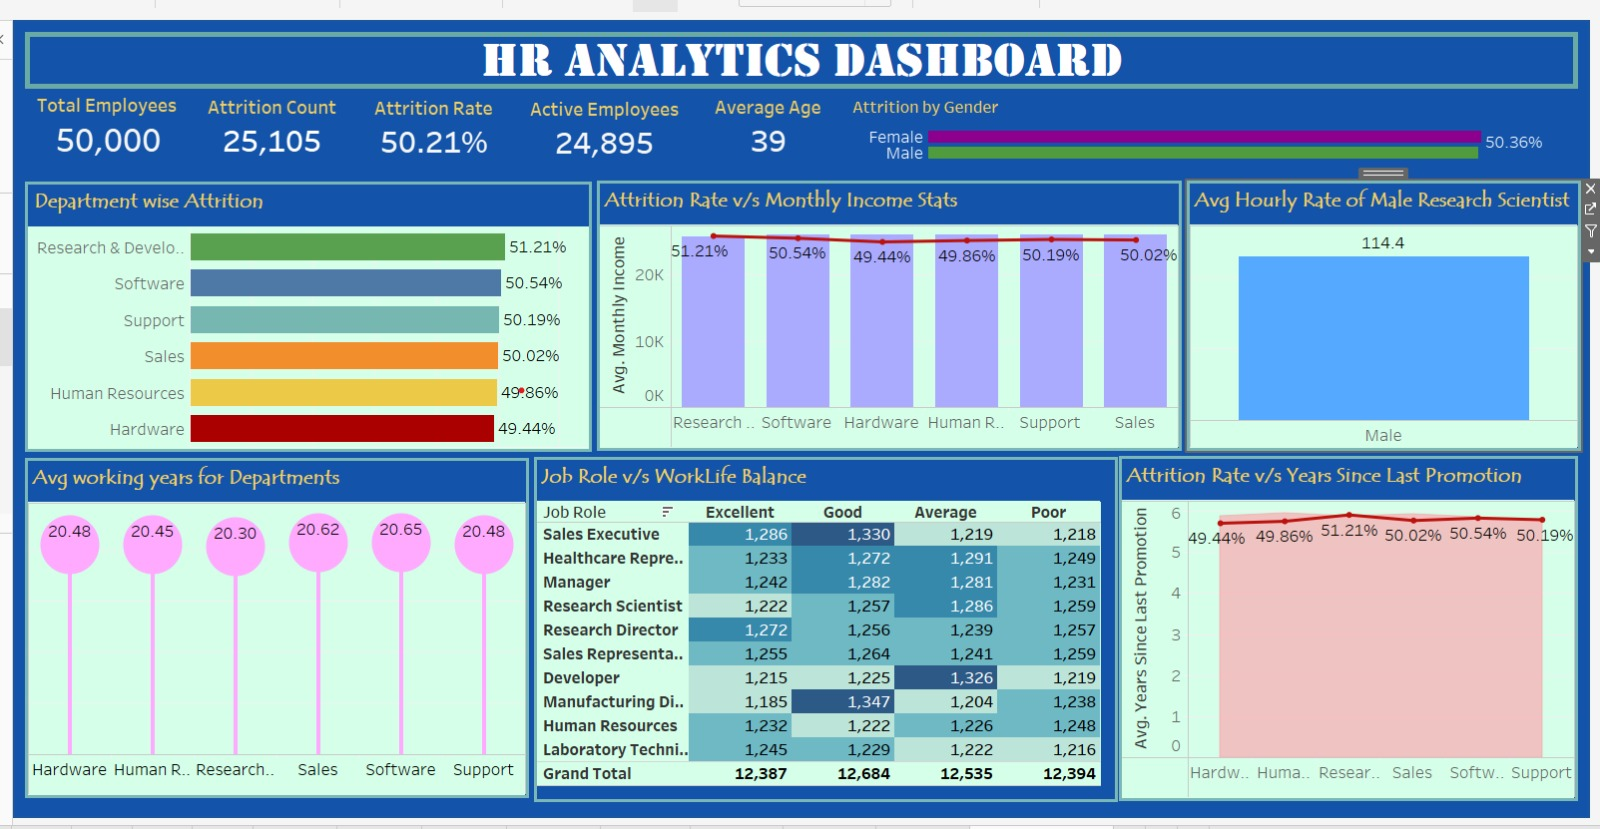 HR ANALYTICS DASHBOARD
Total Employees
50,000
Attrition Count
25,105
Attrition Rate
50.21%
Active Employees
24,895
Average Age
39
Attrition by Gender
Female
Male
50.36%
Department wise Attrition
Research & Develo.. 51.21%
Software 50.54%
Support 50.19%
Sales 50.02%
Human Resources 49.86%
Hardware 49.44%
Attrition Rate v/s Monthly Income Stats
Avg. Monthly Income
20K
10K
0K
51.21% 50.54% 49.44% 49.86% 50.19% 50.02%
Research .. Software Hardware Human R.. Support Sales
Avg Hourly Rate of Male Research Scientist
114.4
Male
Avg working years for Departments
20.48 20.45 20.30 20.62 20.65 20.48
Hardware Human R.. Research.. Sales Software Support
Job Role v/s WorkLife Balance
Job Role Excellent Good Average Poor
Sales Executive 1,286 1,330 1,219 1,218
Healthcare Repre.. 1,233 1,272 1,291 1,249
Manager 1,242 1,282 1,281 1,231
Research Scientist 1,222 1,257 1,286 1,259
Research Director 1,272 1,256 1,239 1,257
Sales Representa.. 1,255 1,264 1,241 1,259
Developer 1,215 1,225 1,326 1,219
Manufacturing Di.. 1,185 1,347 1,204 1,238
Human Resources 1,232 1,222 1,226 1,248
Laboratory Techni.. 1,245 1,229 1,222 1,216
Grand Total 12,387 12,684 12,535 12,394
Attrition Rate v/s Years Since Last Promotion
Avg. Years Since Last Promotion
6
5
4
3
2
1
0
49.44% 49.86% 51.21% 50.02% 50.54% 50.19%
Hardw.. Huma.. Resear.. Sales Softw.. Support